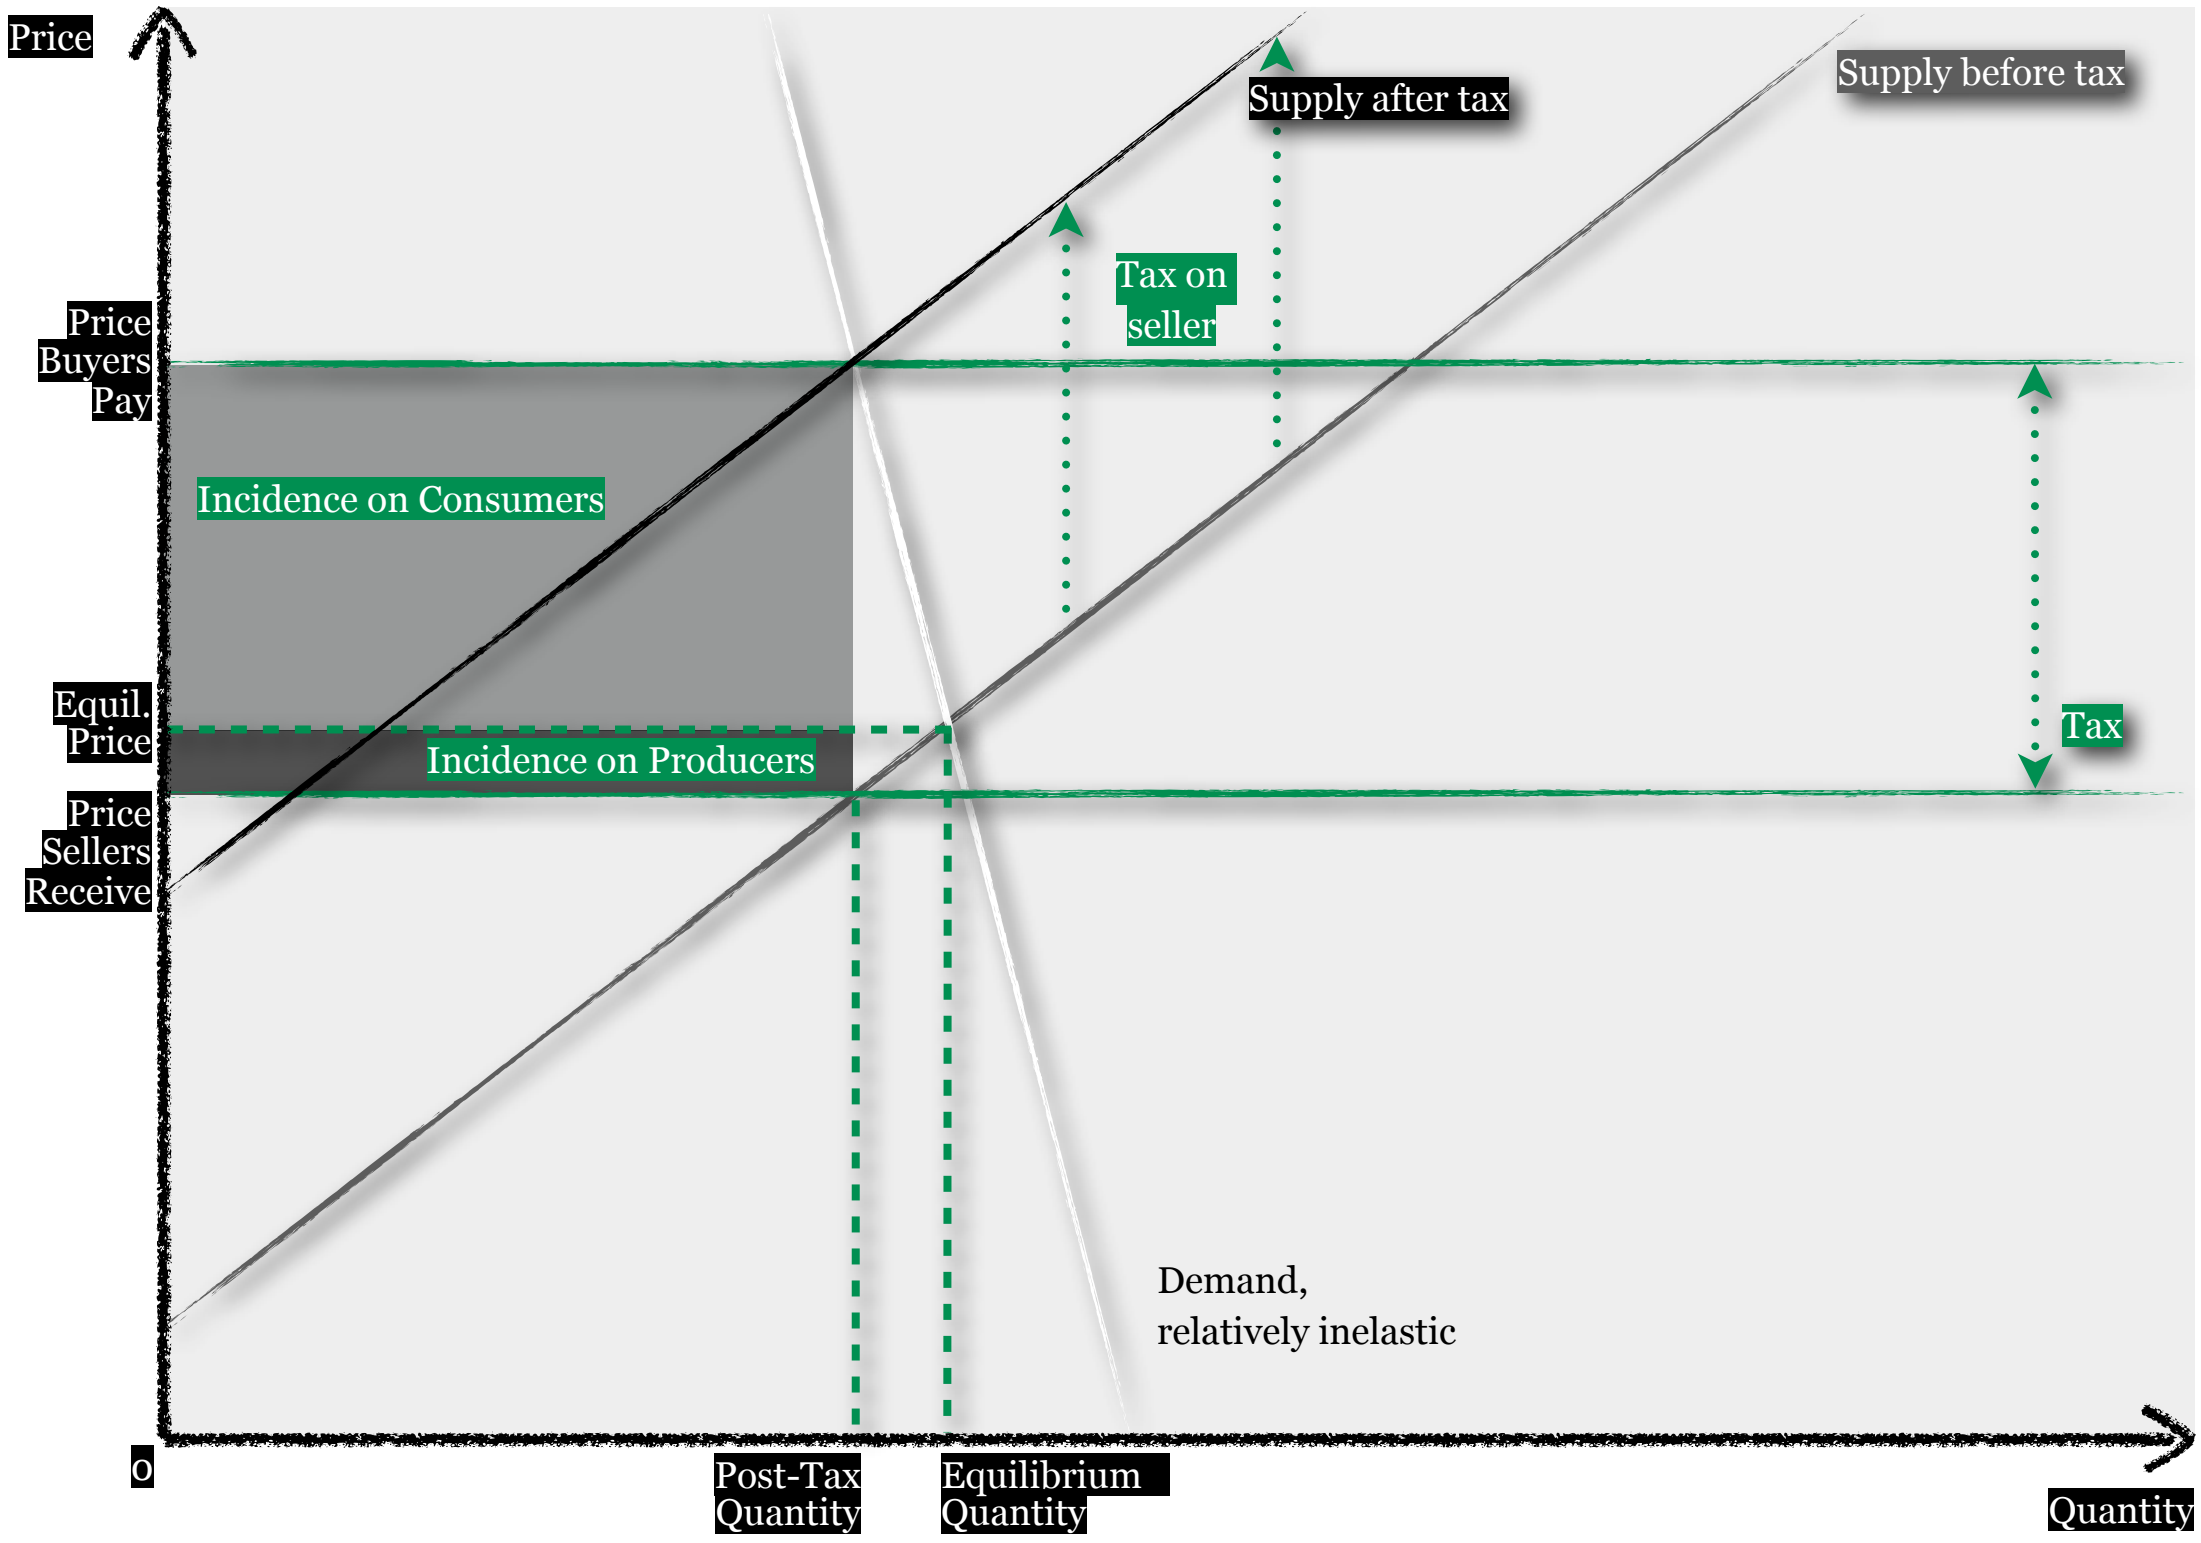 Price
Supply before tax
Supply after tax
Tax on
seller
Price
Buyers
Pay
Incidence on Consumers
Equil.
Price
Tax
Incidence on Producers
Price
Sellers
Receive
Demand,
relatively inelastic
0
Post-Tax
Quantity
Equilibrium
Quantity
Quantity